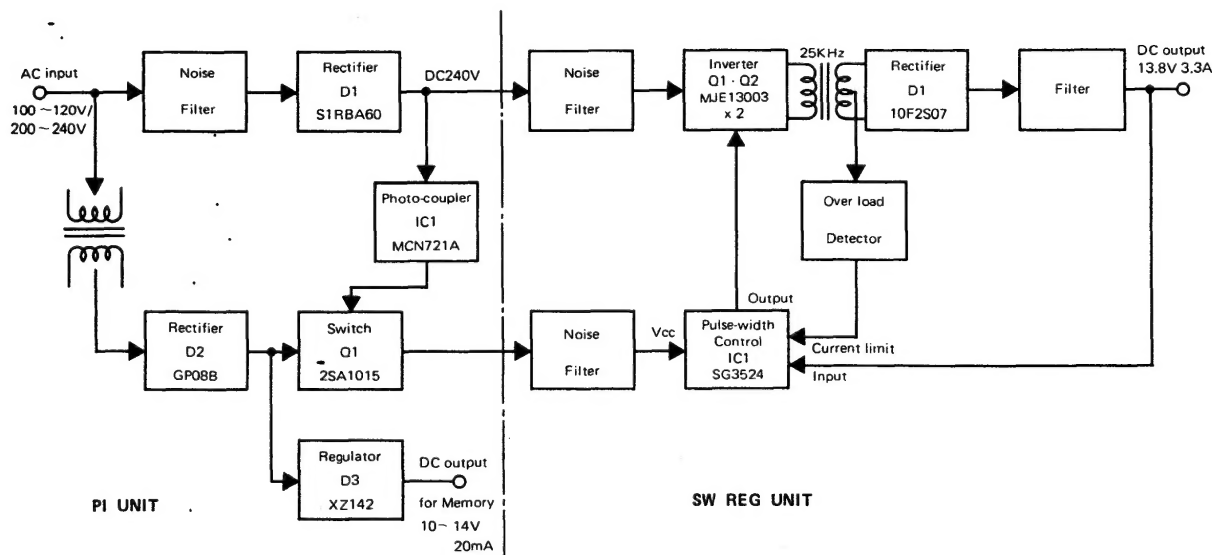 AC input
100 ~120V/
200~240V
Noise
Filter
Rectifier
D1
S1RBA60
DC240V
Noise
Filter
Inverter
Q1 · Q2
MJE13003
x 2
25KHz
Rectifier
D1
10F2S07
Filter
DC output
13.8V 3.3A
Photo-coupler
IC1
MCN721A
Over load
Detector
Rectifier
D2
GP08B
Switch
Q1
2SA1015
Noise
Filter
Vcc
Output
Pulse-width
Control
IC1
SG3524
Current limit
Input
Regulator
D3
XZ142
DC output
for Memory
10~ 14V
20mA
PI UNIT
SW REG UNIT